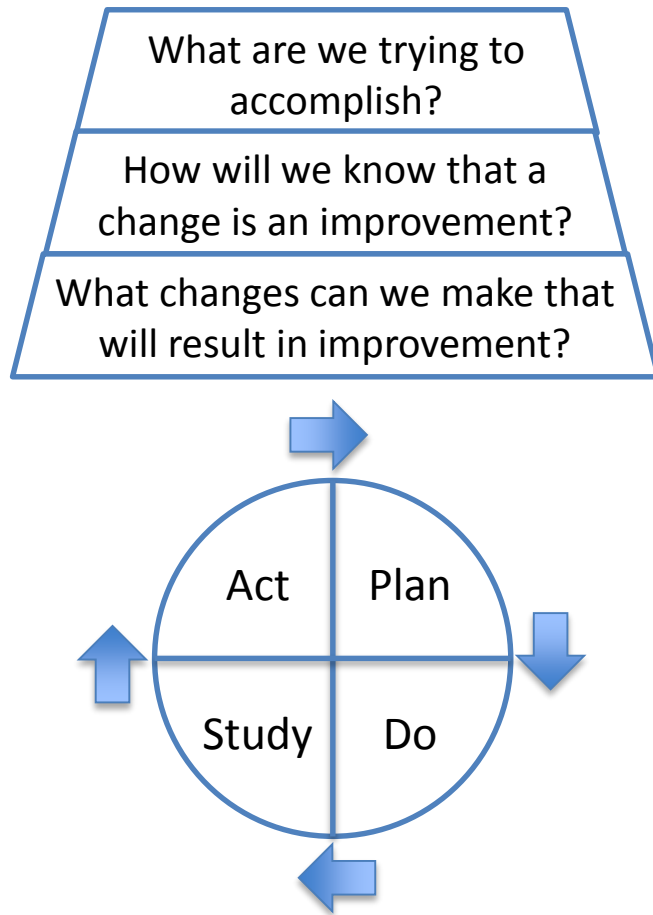 What are we trying to
accomplish?
How will we know that a
change is an improvement?
What changes can we make that
will result in improvement?
Act
Plan
Study
Do